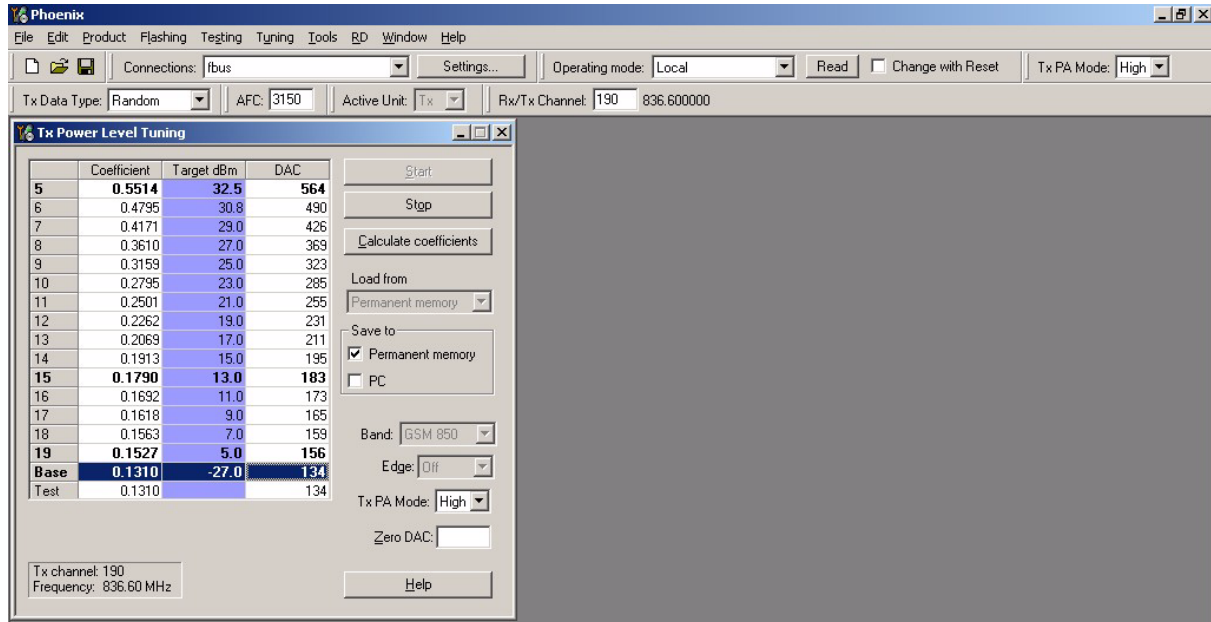 Phoenix
File Edit Product Flashing Testing Tuning Tools RD Window Help
Connections: fbus Settings... Operating mode: Local Read Change with Reset Tx PA Mode: High
Tx Data Type: Random AFC: 3150 Active Unit: Tx Rx/Tx Channel: 190 836.600000
Tx Power Level Tuning
Coefficient Target dBm DAC
5 0.5514 32.5 564
6 0.4795 30.8 490
7 0.4171 29.0 426
8 0.3610 27.0 369
9 0.3159 25.0 323
10 0.2795 23.0 285
11 0.2501 21.0 255
12 0.2262 19.0 231
13 0.2069 17.0 211
14 0.1913 15.0 195
15 0.1790 13.0 183
16 0.1692 11.0 173
17 0.1618 9.0 165
18 0.1563 7.0 159
19 0.1527 5.0 156
Base 0.1310 -27.0 134
Test 0.1310 134
Start
Stop
Calculate coefficients
Load from
Permanent memory
Save to
Permanent memory
PC
Band: GSM 850
Edge: Off
Tx PA Mode: High
Zero DAC:
Tx channel: 190
Frequency: 836.60 MHz
Help